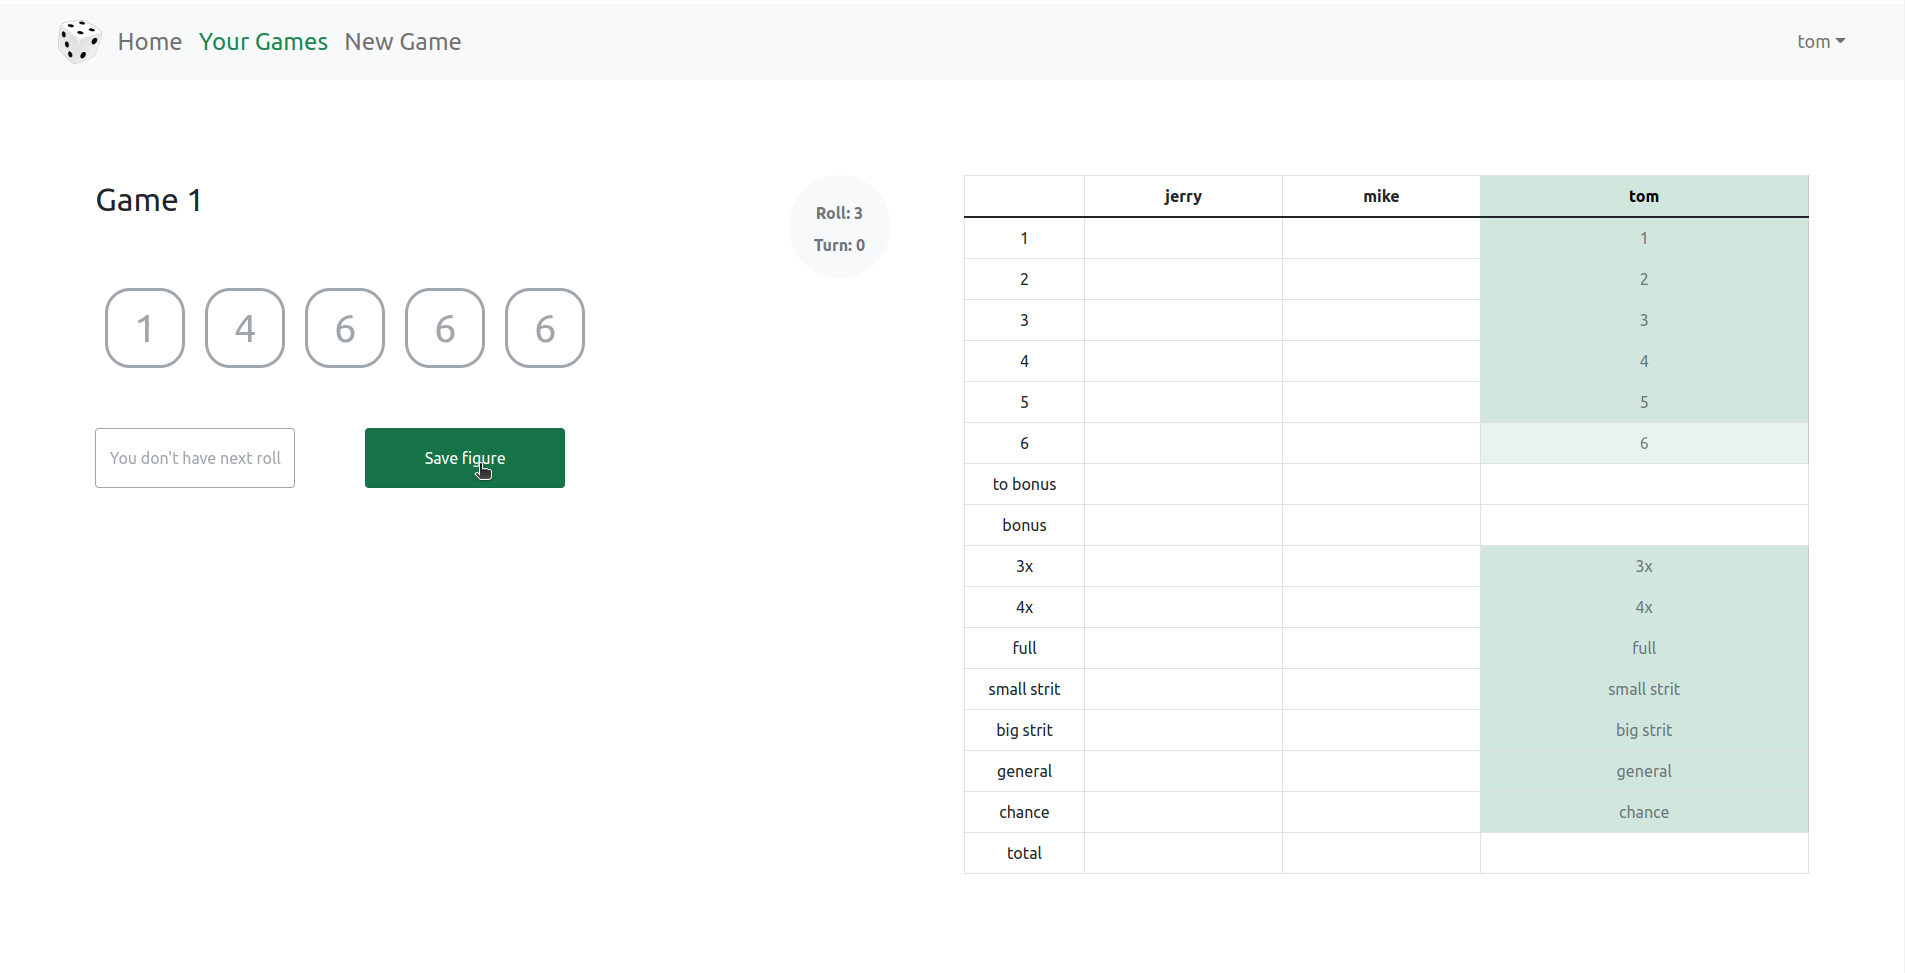 Home Your Games New Game tom
Game 1
Roll: 3
Turn: 0
1 4 6 6 6
You don't have next roll Save figure
jerry mike tom
1 1
2 2
3 3
4 4
5 5
6 6
to bonus
bonus
3x 3x
4x 4x
full full
small strit small strit
big strit big strit
general general
chance chance
total